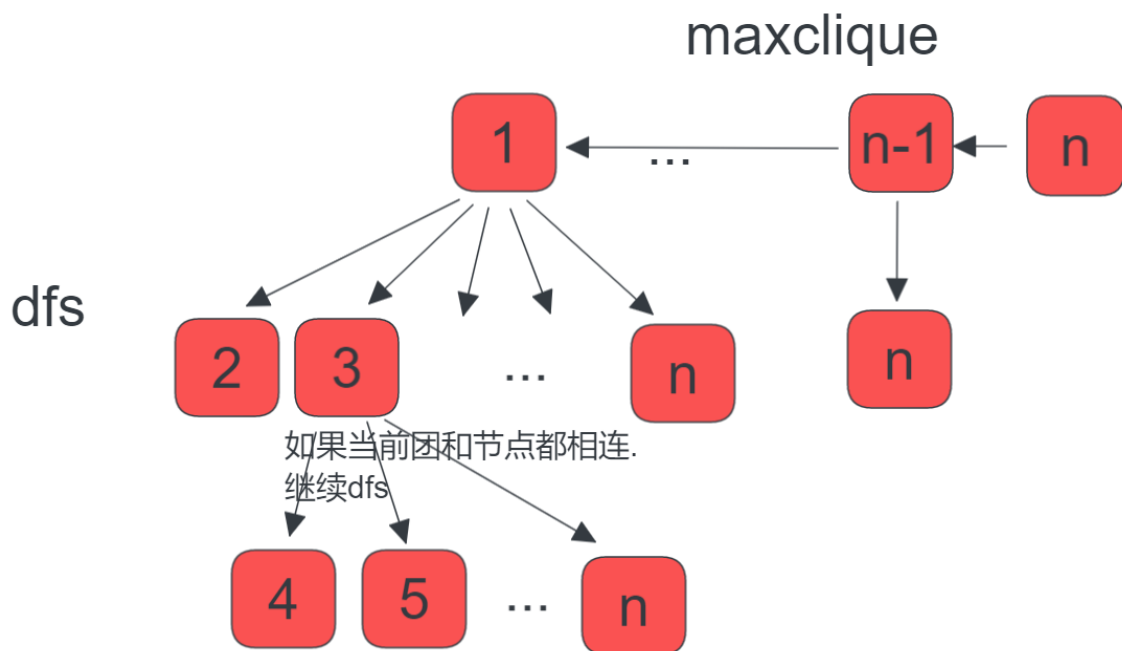 maxclique
1 ... n-1 n
dfs
2 3 ... n n
如果当前团和节点都相连.
继续dfs
4 5 ... n